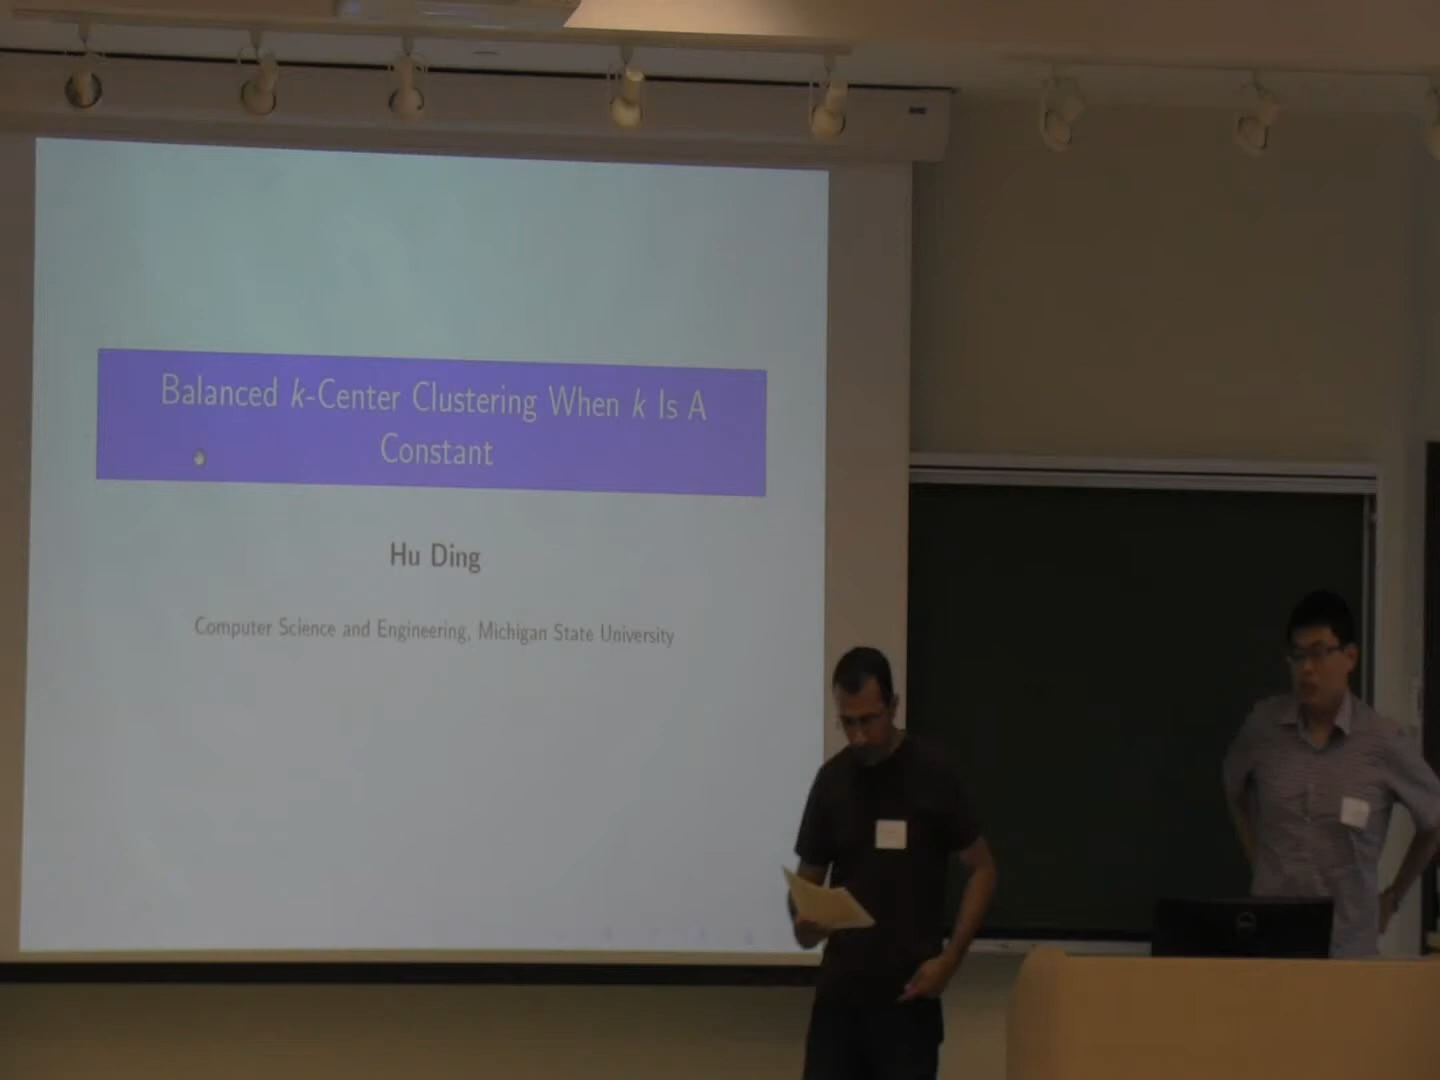 Balanced k-Center Clustering When k Is A
Constant
Hu Ding
Computer Science and Engineering, Michigan State University